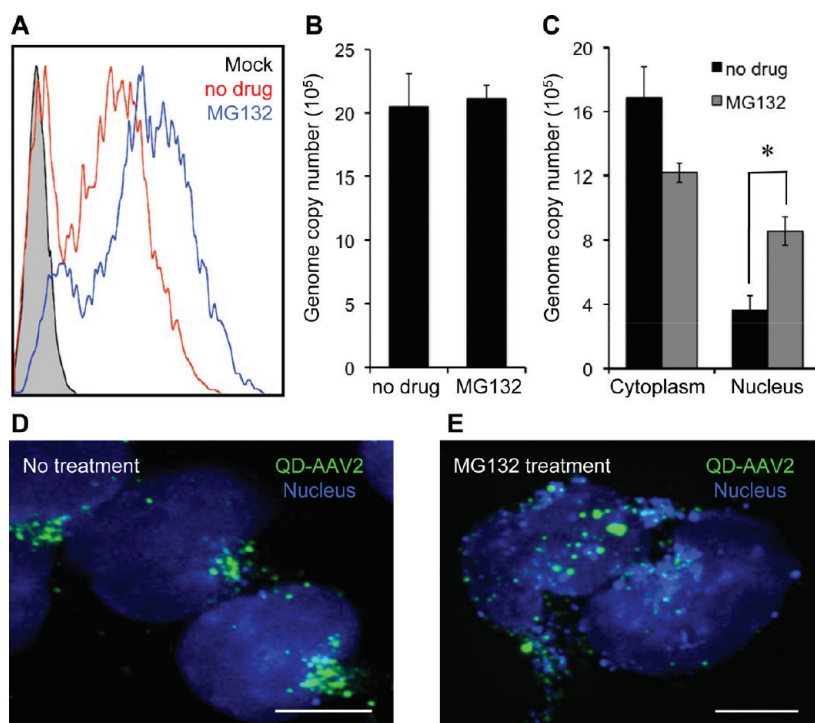 A
Mock
no drug
MG132
B
Genome copy number (10⁵)
25
20
15
10
5
0
no drug
MG132
C
Genome copy number (10⁵)
20
16
12
8
4
0
no drug
MG132
*
Cytoplasm
Nucleus
D
No treatment
QD-AAV2
Nucleus
E
MG132 treatment
QD-AAV2
Nucleus